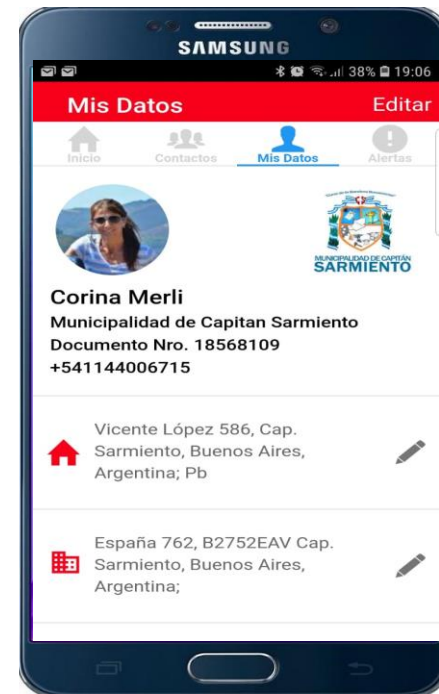 SAMSUNG
38% 19:06
Mis Datos Editar
Inicio Contactos Mis Datos Alertas
MUNICIPALIDAD DE CAPITÁN
SARMIENTO
Corina Merli
Municipalidad de Capitan Sarmiento
Documento Nro. 18568109
+541144006715
Vicente López 586, Cap.
Sarmiento, Buenos Aires,
Argentina; Pb
España 762, B2752EAV Cap.
Sarmiento, Buenos Aires,
Argentina;